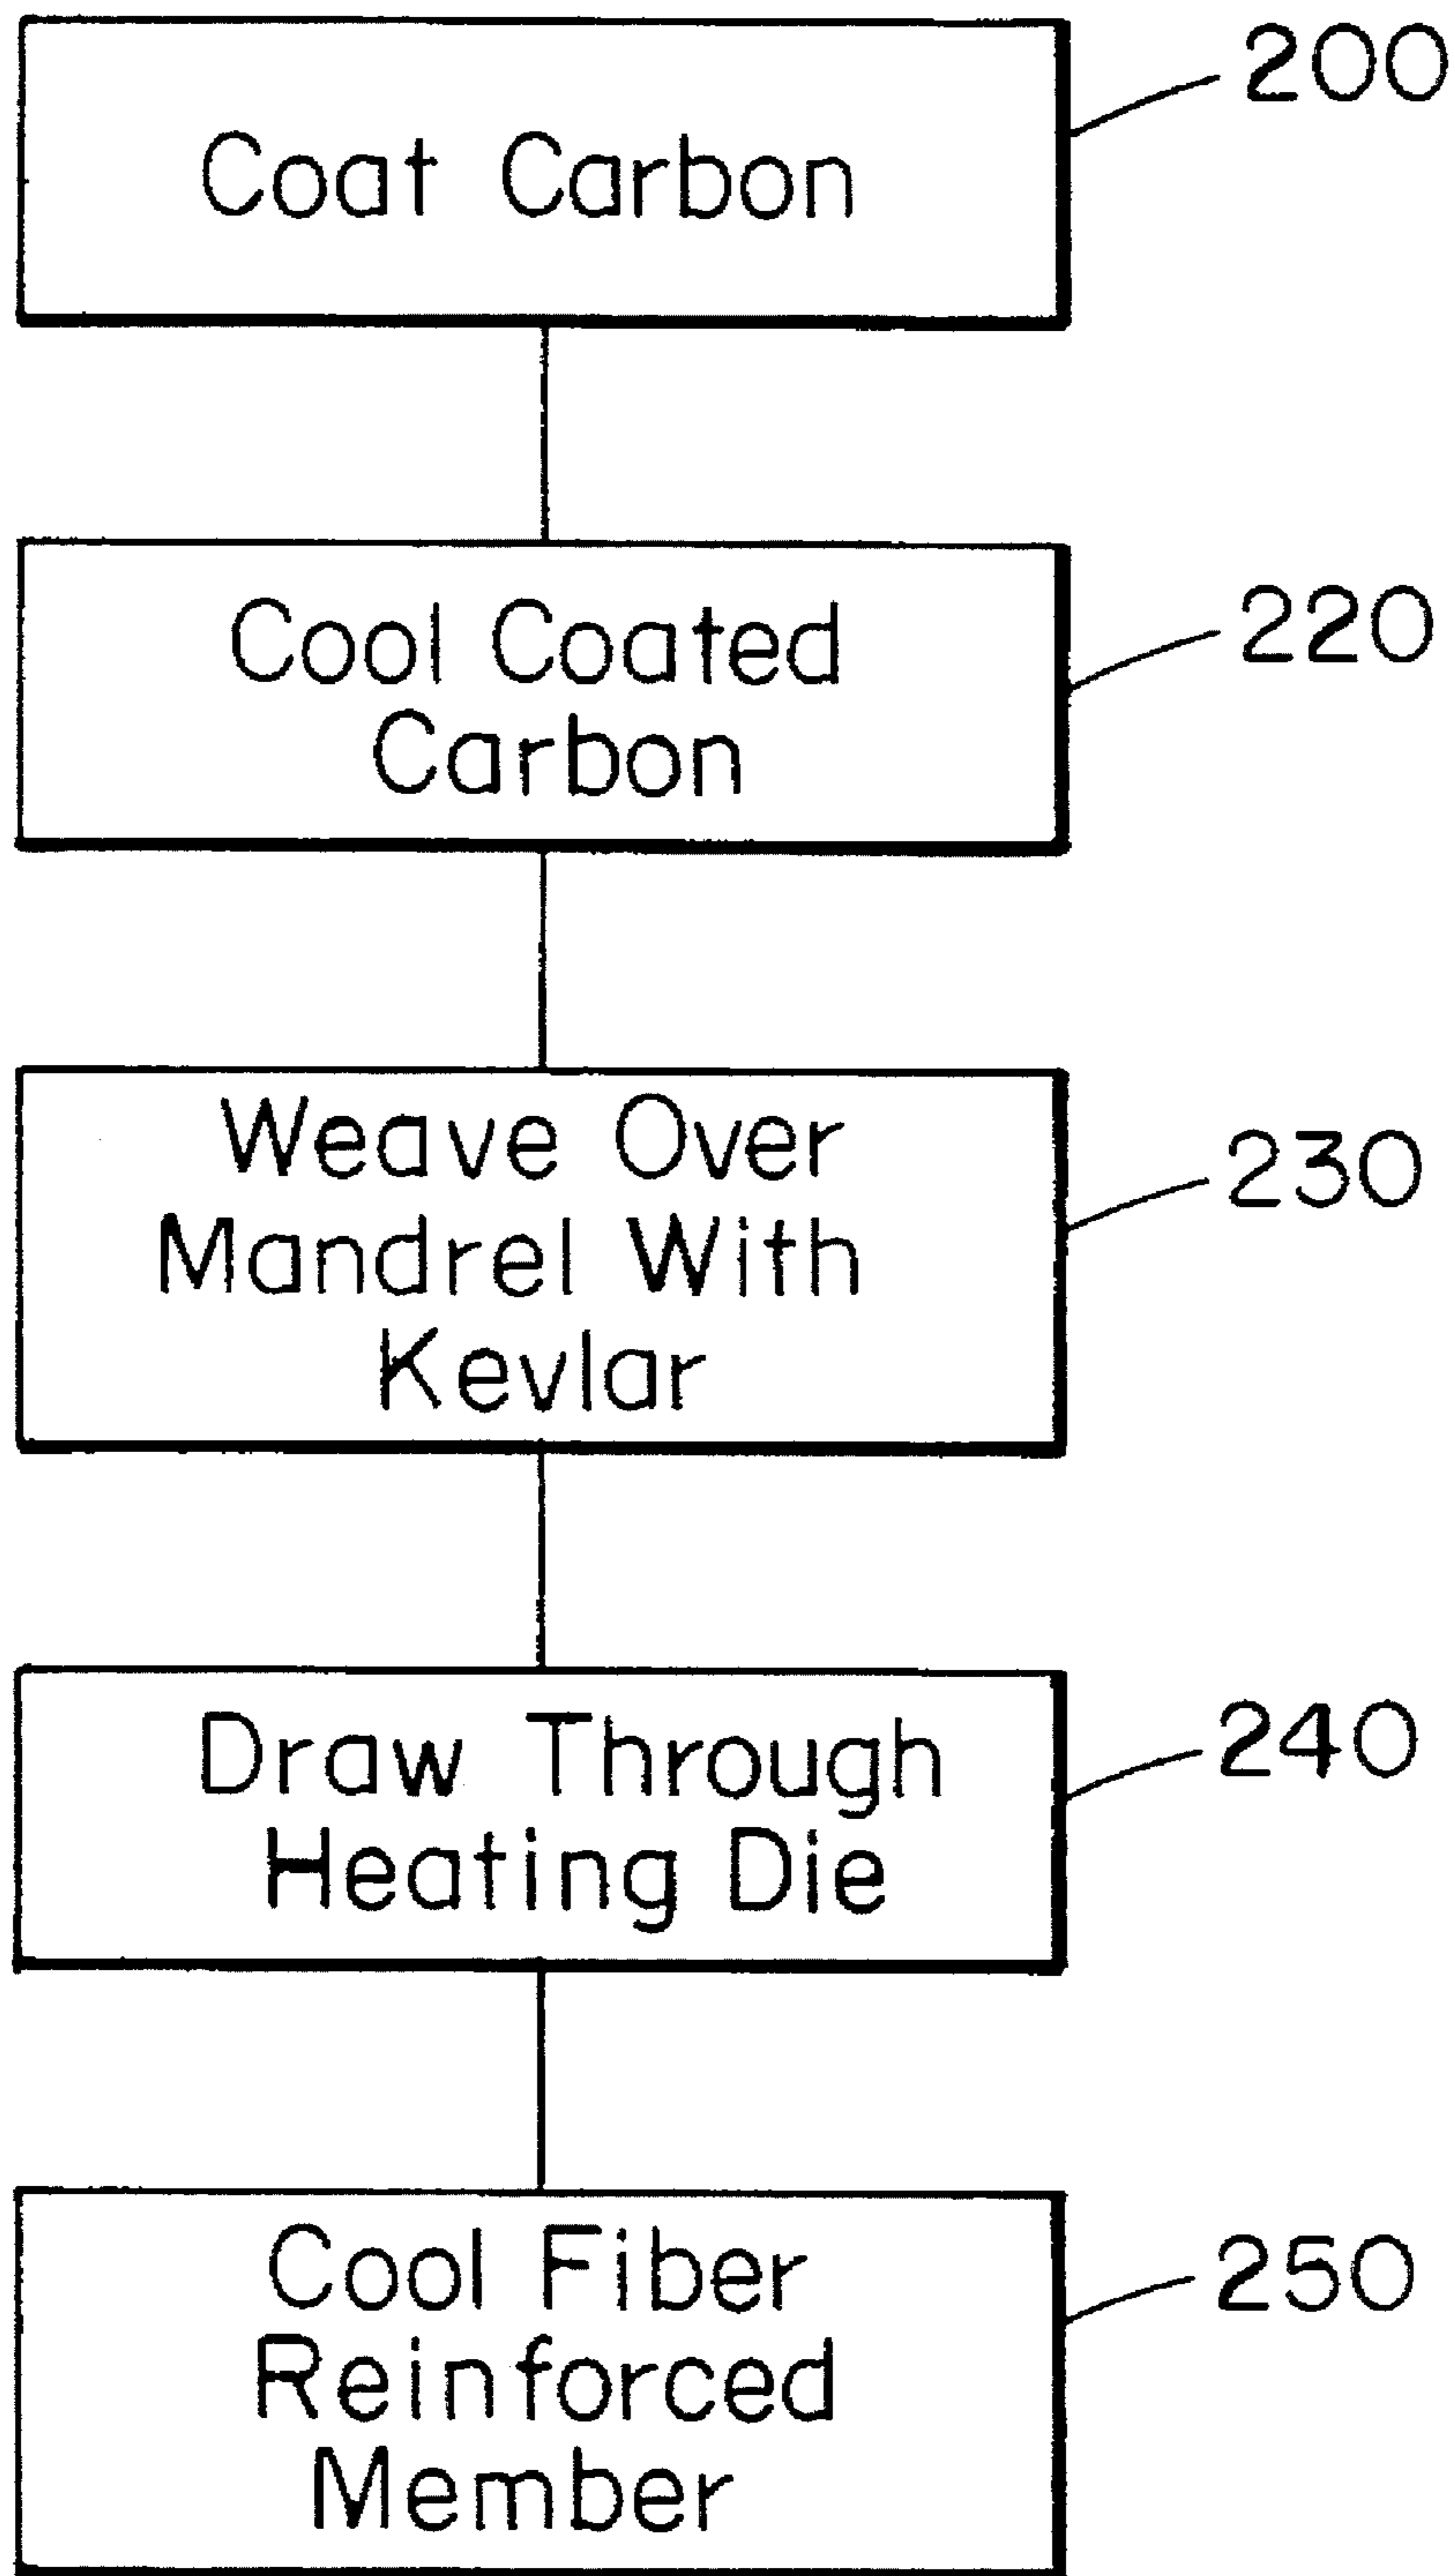 Coat Carbon
200
Cool Coated
Carbon
220
Weave Over
Mandrel With
Kevlar
230
Draw Through
Heating Die
240
Cool Fiber
Reinforced
Member
250